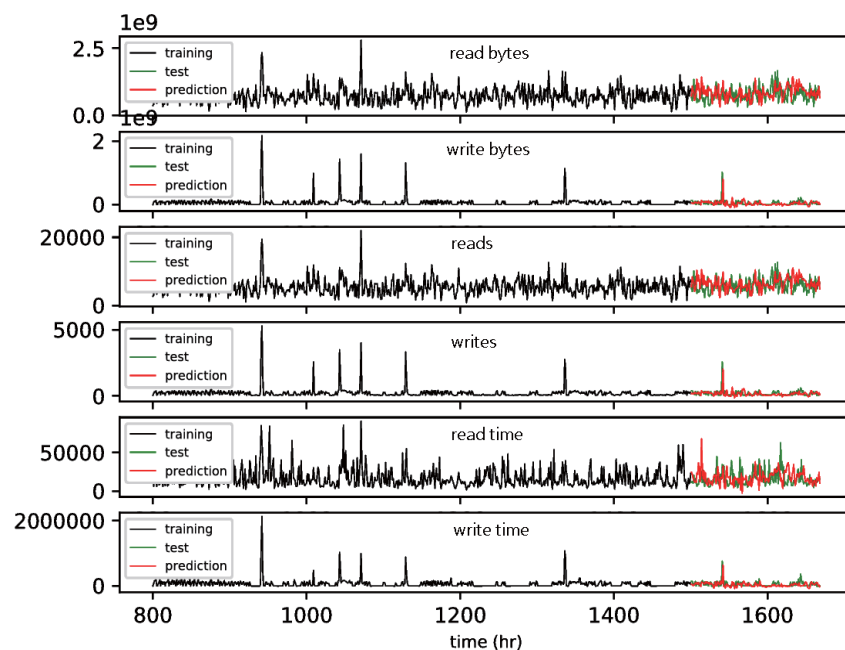 1e9
read bytes
2.5
0.0
training
test
prediction
1e9
write bytes
2
0
training
test
prediction
reads
20000
0
training
test
prediction
writes
5000
0
training
test
prediction
read time
50000
0
training
test
prediction
write time
2000000
0
training
test
prediction
800 1000 1200 1400 1600
time (hr)